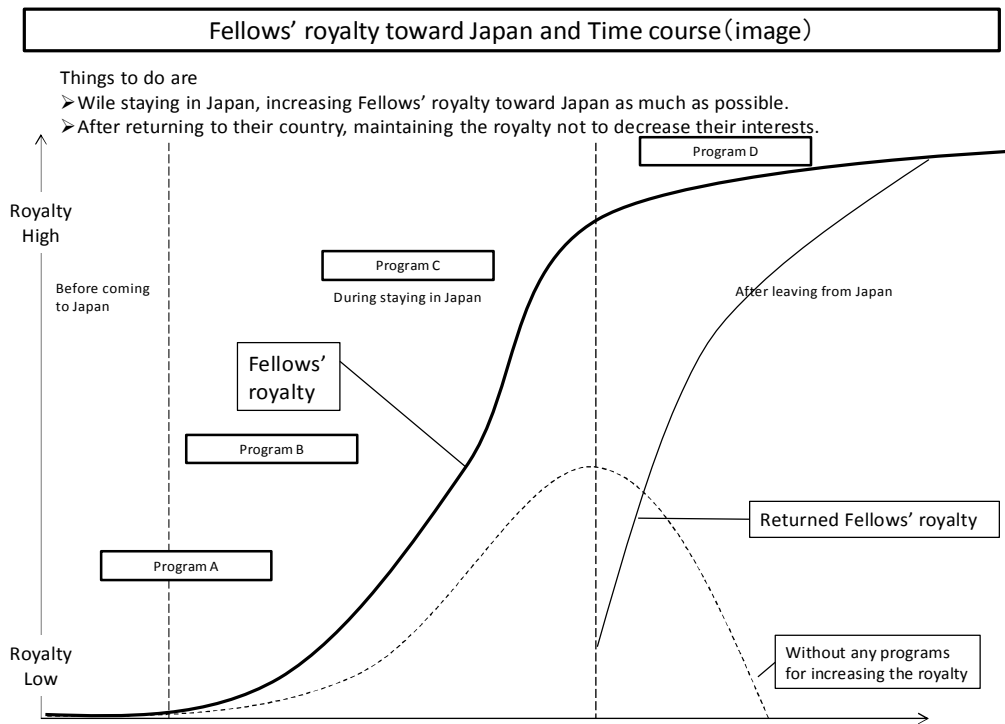 Fellows' royalty toward Japan and Time course(image)
Things to do are
➢Wile staying in Japan, increasing Fellows' royalty toward Japan as much as possible.
➢After returning to their country, maintaining the royalty not to decrease their interests.
Program D
Royalty
High
Program C
Before coming
to Japan
During staying in Japan
After leaving from Japan
Fellows'
royalty
Program B
Returned Fellows' royalty
Program A
Royalty
Low
Without any programs
for increasing the royalty